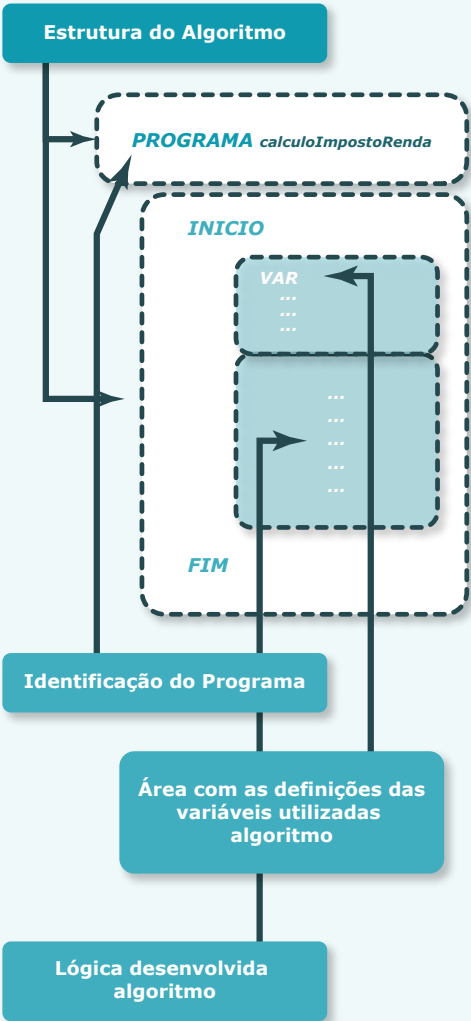 Estrutura do Algoritmo
PROGRAMA calculoImpostoRenda
INICIO
VAR
...
...
...
...
...
...
...
...
FIM
Identificação do Programa
Área com as definições das
variáveis utilizadas
algoritmo
Lógica desenvolvida
algoritmo